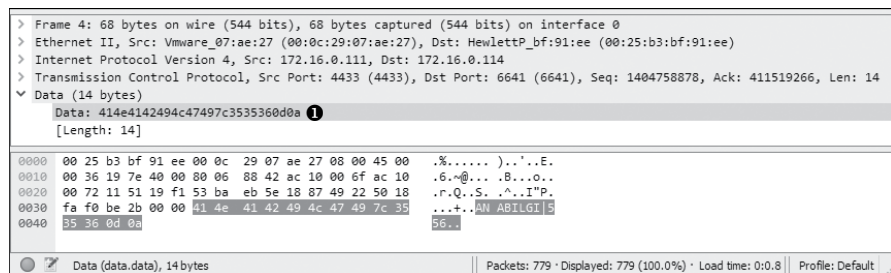 > Frame 4: 68 bytes on wire (544 bits), 68 bytes captured (544 bits) on interface 0
> Ethernet II, Src: Vmware_07:ae:27 (00:0c:29:07:ae:27), Dst: HewlettP_bf:91:ee (00:25:b3:bf:91:ee)
> Internet Protocol Version 4, Src: 172.16.0.111, Dst: 172.16.0.114
> Transmission Control Protocol, Src Port: 4433 (4433), Dst Port: 6641 (6641), Seq: 1404758878, Ack: 411519266, Len: 14
Data (14 bytes)
Data: 414e4142494c47497c3535360d0a ❶
[Length: 14]
0000 00 25 b3 bf 91 ee 00 0c 29 07 ae 27 08 00 45 00 .%...... )..'..E.
0010 00 36 19 7e 40 00 80 06 88 42 ac 10 00 6f ac 10 .6.~@... .B...o..
0020 00 72 11 51 19 f1 53 ba eb 5e 18 87 49 22 50 18 .r.Q..S. .^..I"P.
0030 fa f0 be 2b 00 00 41 4e 41 42 49 4c 47 49 7c 35 ...+..AN ABILGI|5
0040 35 36 0d 0a 56..
Data (data.data), 14 bytes Packets: 779 · Displayed: 779 (100.0%) · Load time: 0:0.8 Profile: Default